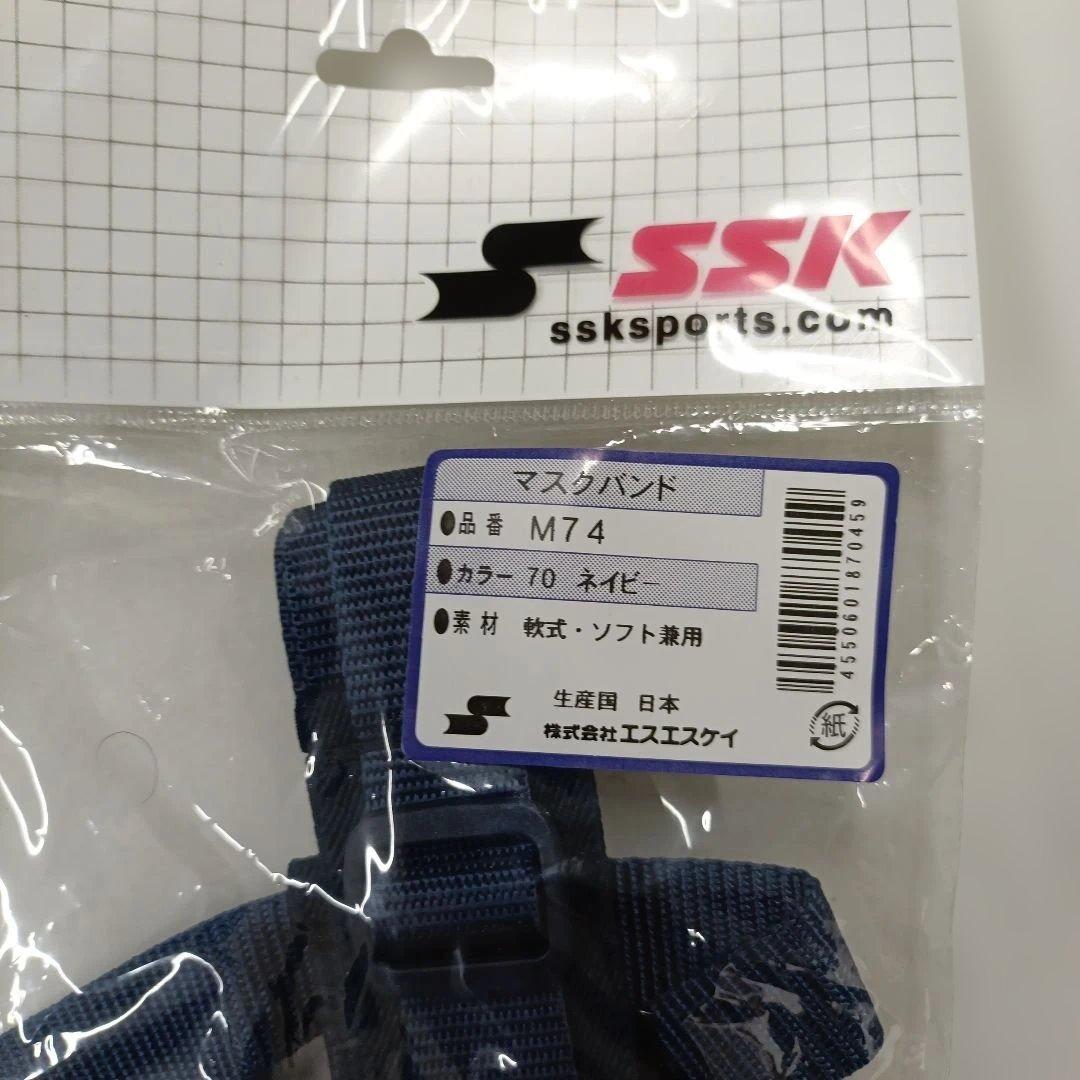 SSK
ssksports.com
マスクバンド
●品番 M74
●カラー 70 ネイビー
●素材 軟式・ソフト兼用
生産国 日本
株式会社エスエスケイ
4550601870459
紙